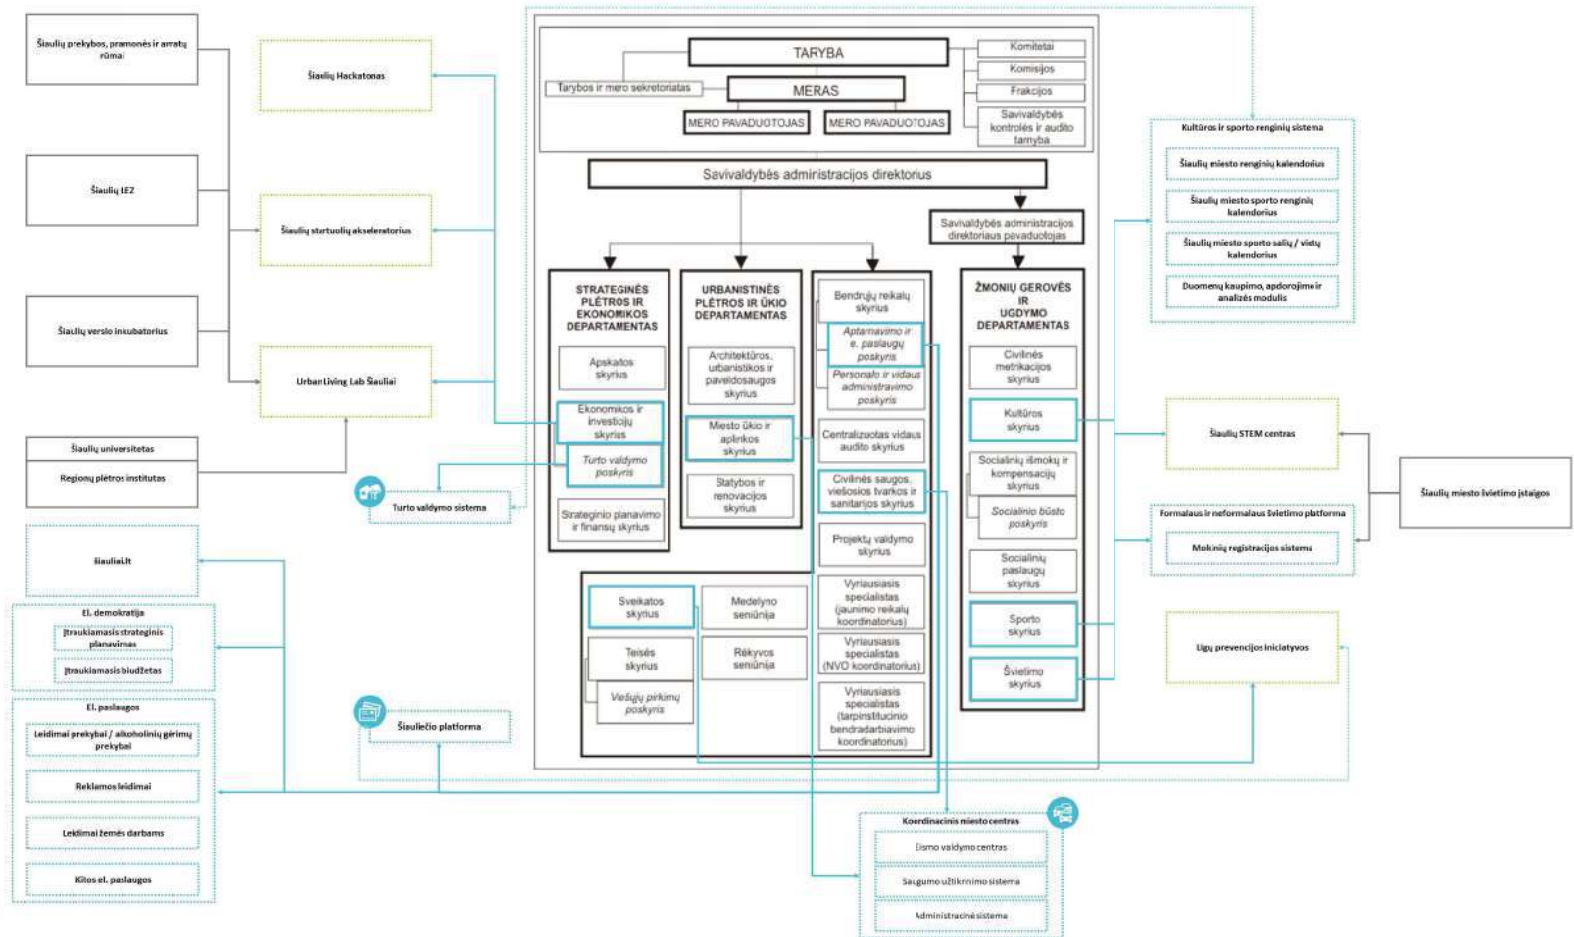 Šiaulių prekybos, pramonės ir amatų
rūmai
Šiaulių LEZ
Šiaulių verslo inkubatorius
Šiaulių universitetas
Regionų plėtros institutas
šiauliai.lt
El. demokratija
Įtraukiamasis strateginis
planavimas
Įtraukiamasis biudžetas
El. paslaugos
Leidimai prekybai / alkoholinių gėrimų
prekybai
Reklamos leidimai
Leidimai žemės darbams
Kitos el. paslaugos
Šiaulių Hackatonas
Šiaulių startuolių akseleratorius
Urban Living Lab Šiauliai
Turto valdymo sistema
Šiauliečio platforma
TARYBA
Tarybos ir mero sekretoriatas
MERAS
MERO PAVADUOTOJAS
MERO PAVADUOTOJAS
Komitetai
Komisijos
Frakcijos
Savivaldybės
kontrolės ir audito
tarnyba
Savivaldybės administracijos direktorius
Savivaldybės administracijos
direktoriaus pavaduotojas
STRATEGINĖS
PLĖTROS IR
EKONOMIKOS
DEPARTAMENTAS
Apskaitos
skyrius
Ekonomikos ir
investicijų
skyrius
Turto valdymo
poskyris
Strateginio planavimo
ir finansų skyrius
URBANISTINĖS
PLĖTROS IR ŪKIO
DEPARTAMENTAS
Architektūros,
urbanistikos ir
paveldosaugos
skyrius
Miesto ūkio ir
aplinkos
skyrius
Statybos ir
renovacijos
skyrius
Bendrųjų reikalų
skyrius
Aptarnavimo ir
e. paslaugų
poskyris
Personalo ir vidaus
administravimo
poskyris
Centralizuotas vidaus
audito skyrius
Civilinės saugos,
viešosios tvarkos ir
sanitarijos skyrius
Projektų valdymo
skyrius
Vyriausiasis
specialistas
(jaunimo reikalų
koordinatorius)
Vyriausiasis
specialistas
(NVO koordinatorius)
Vyriausiasis
specialistas
(tarpinstitucinio
bendradarbiavimo
koordinatorius)
Sveikatos
skyrius
Medelyno
seniūnija
Teisės
skyrius
Rėkyvos
seniūnija
Viešųjų pirkimų
poskyris
ŽMONIŲ GEROVĖS
IR
UGDYMO
DEPARTAMENTAS
Civilinės
metrikacijos
skyrius
Kultūros
skyrius
Socialinių išmokų ir
kompensacijų
skyrius
Socialinio būsto
poskyris
Socialinių
paslaugų
skyrius
Sporto
skyrius
Švietimo
skyrius
Kultūros ir sporto renginių sistema
Šiaulių miesto renginių kalendorius
Šiaulių miesto sporto renginių
kalendorius
Šiaulių miesto sporto salių / vietų
kalendorius
Duomenų kaupimo, apdorojimo ir
analizės modulis
Šiaulių STEM centras
Formalaus ir neformalaus švietimo platforma
Mokinių registracijos sistema
Šiaulių miesto švietimo įstaigos
Ligų prevencijos iniciatyvos
Koordinacinis miesto centras
Eismo valdymo centras
Saugumo užtikrinimo sistema
Administracinė sistema